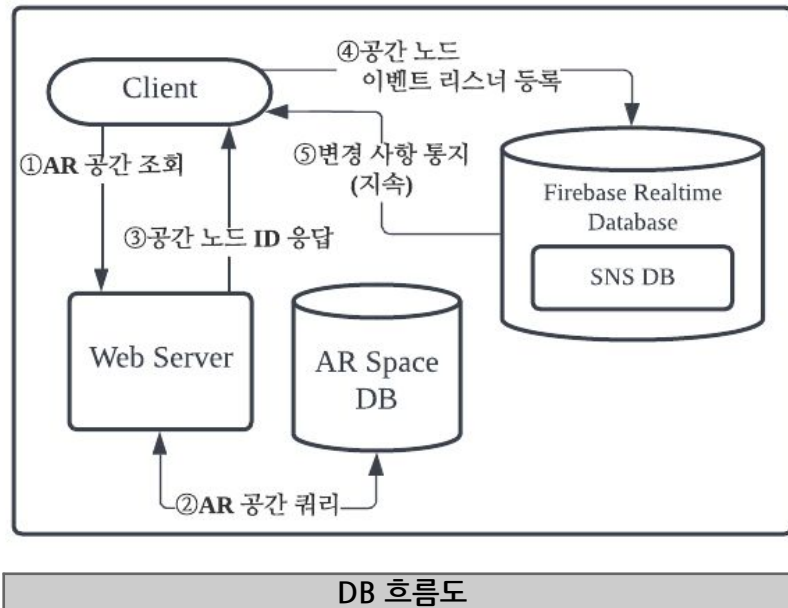 ④공간 노드
이벤트 리스너 등록
Client
①AR 공간 조회
⑤변경 사항 통지
(지속)
Firebase Realtime
Database
SNS DB
③공간 노드 ID 응답
Web Server
AR Space
DB
②AR 공간 쿼리
DB 흐름도